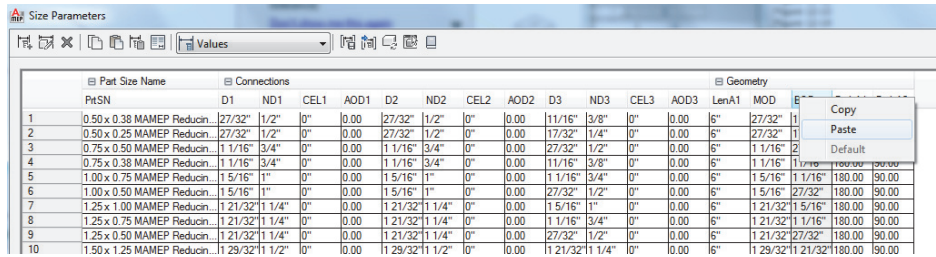 MEP Size Parameters
Values
Part Size Name Connections Geometry
PrtSN D1 ND1 CEL1 AOD1 D2 ND2 CEL2 AOD2 D3 ND3 CEL3 AOD3 LenA1 MOD
1 0.50 x 0.38 MAMEP Reducin... 27/32" 1/2" 0" 0.00 27/32" 1/2" 0" 0.00 11/16" 3/8" 0" 0.00 6" 27/32"
Copy
2 0.50 x 0.25 MAMEP Reducin... 27/32" 1/2" 0" 0.00 27/32" 1/2" 0" 0.00 17/32" 1/4" 0" 0.00 6" 27/32"
Paste
3 0.75 x 0.50 MAMEP Reducin... 1 1/16" 3/4" 0" 0.00 1 1/16" 3/4" 0" 0.00 27/32" 1/2" 0" 0.00 6" 1 1/16"
Default
4 0.75 x 0.38 MAMEP Reducin... 1 1/16" 3/4" 0" 0.00 1 1/16" 3/4" 0" 0.00 11/16" 3/8" 0" 0.00 6" 1 1/16" 180.00 90.00
5 1.00 x 0.75 MAMEP Reducin... 1 5/16" 1" 0" 0.00 1 5/16" 1" 0" 0.00 1 1/16" 3/4" 0" 0.00 6" 1 5/16" 1 1/16" 180.00 90.00
6 1.00 x 0.50 MAMEP Reducin... 1 5/16" 1" 0" 0.00 1 5/16" 1" 0" 0.00 27/32" 1/2" 0" 0.00 6" 1 5/16" 27/32" 180.00 90.00
7 1.25 x 1.00 MAMEP Reducin... 1 21/32" 1 1/4" 0" 0.00 1 21/32" 1 1/4" 0" 0.00 1 5/16" 1" 0" 0.00 6" 1 21/32" 1 5/16" 180.00 90.00
8 1.25 x 0.75 MAMEP Reducin... 1 21/32" 1 1/4" 0" 0.00 1 21/32" 1 1/4" 0" 0.00 1 1/16" 3/4" 0" 0.00 6" 1 21/32" 1 1/16" 180.00 90.00
9 1.25 x 0.50 MAMEP Reducin... 1 21/32" 1 1/4" 0" 0.00 1 21/32" 1 1/4" 0" 0.00 27/32" 1/2" 0" 0.00 6" 1 21/32" 27/32" 180.00 90.00
10 1.50 x 1.25 MAMEP Reducin... 1 29/32" 1 1/2" 0" 0.00 1 29/32" 1 1/2" 0" 0.00 1 21/32" 1 1/4" 0" 0.00 6" 1 29/32" 1 21/32" 180.00 90.00